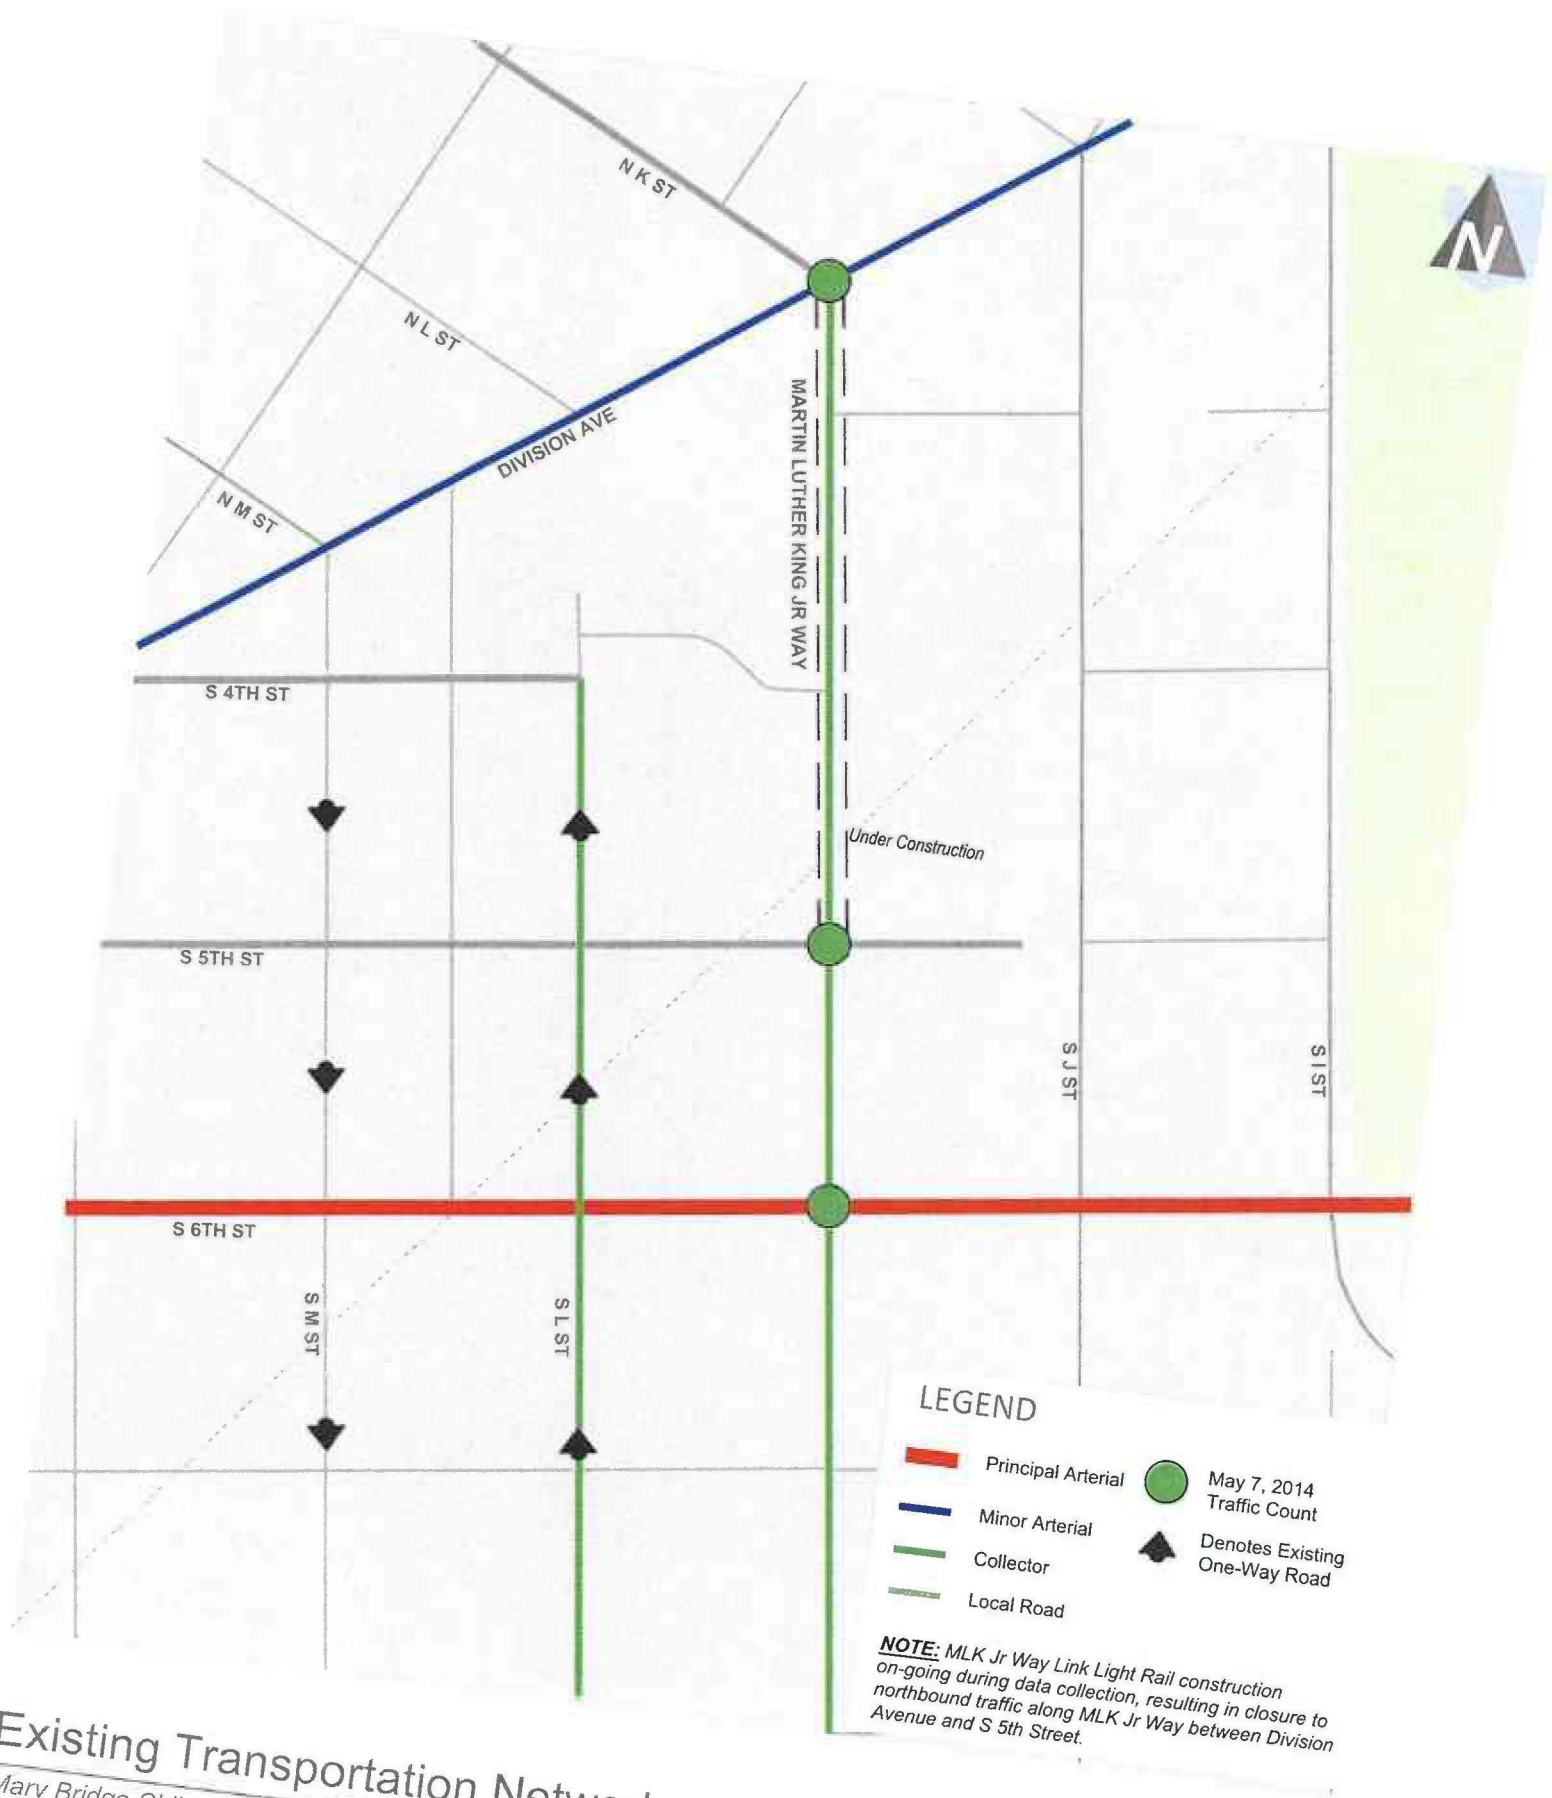 N K ST
N
N L ST
MARTIN LUTHER KING JR WAY
DIVISION AVE
N M ST
S 4TH ST
Under Construction
S 5TH ST
S J ST
S I ST
S 6TH ST
S M ST
S L ST
LEGEND
Principal Arterial
Minor Arterial
Collector
Local Road
May 7, 2014
Traffic Count
Denotes Existing
One-Way Road
NOTE: MLK Jr Way Link Light Rail construction
on-going during data collection, resulting in closure to
northbound traffic along MLK Jr Way between Division
Avenue and S 5th Street.
Existing Transportation
Mary Bridge